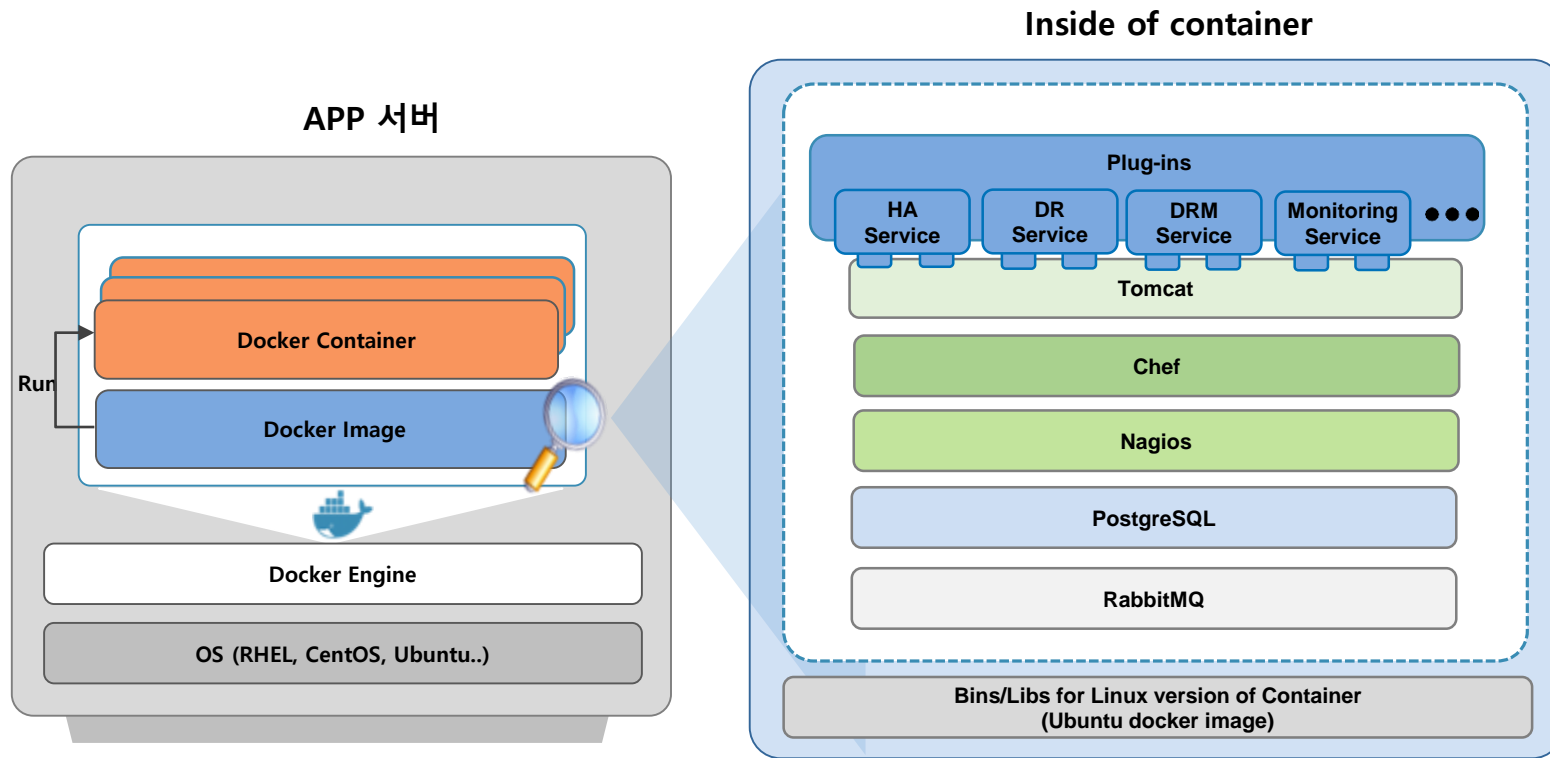 Inside of container
APP 서버
Plug-ins
HA
Service
DR
Service
DRM
Service
Monitoring
Service
Tomcat
Docker Container
Chef
Run
Docker Image
Nagios
PostgreSQL
Docker Engine
RabbitMQ
OS (RHEL, CentOS, Ubuntu..)
Bins/Libs for Linux version of Container
(Ubuntu docker image)